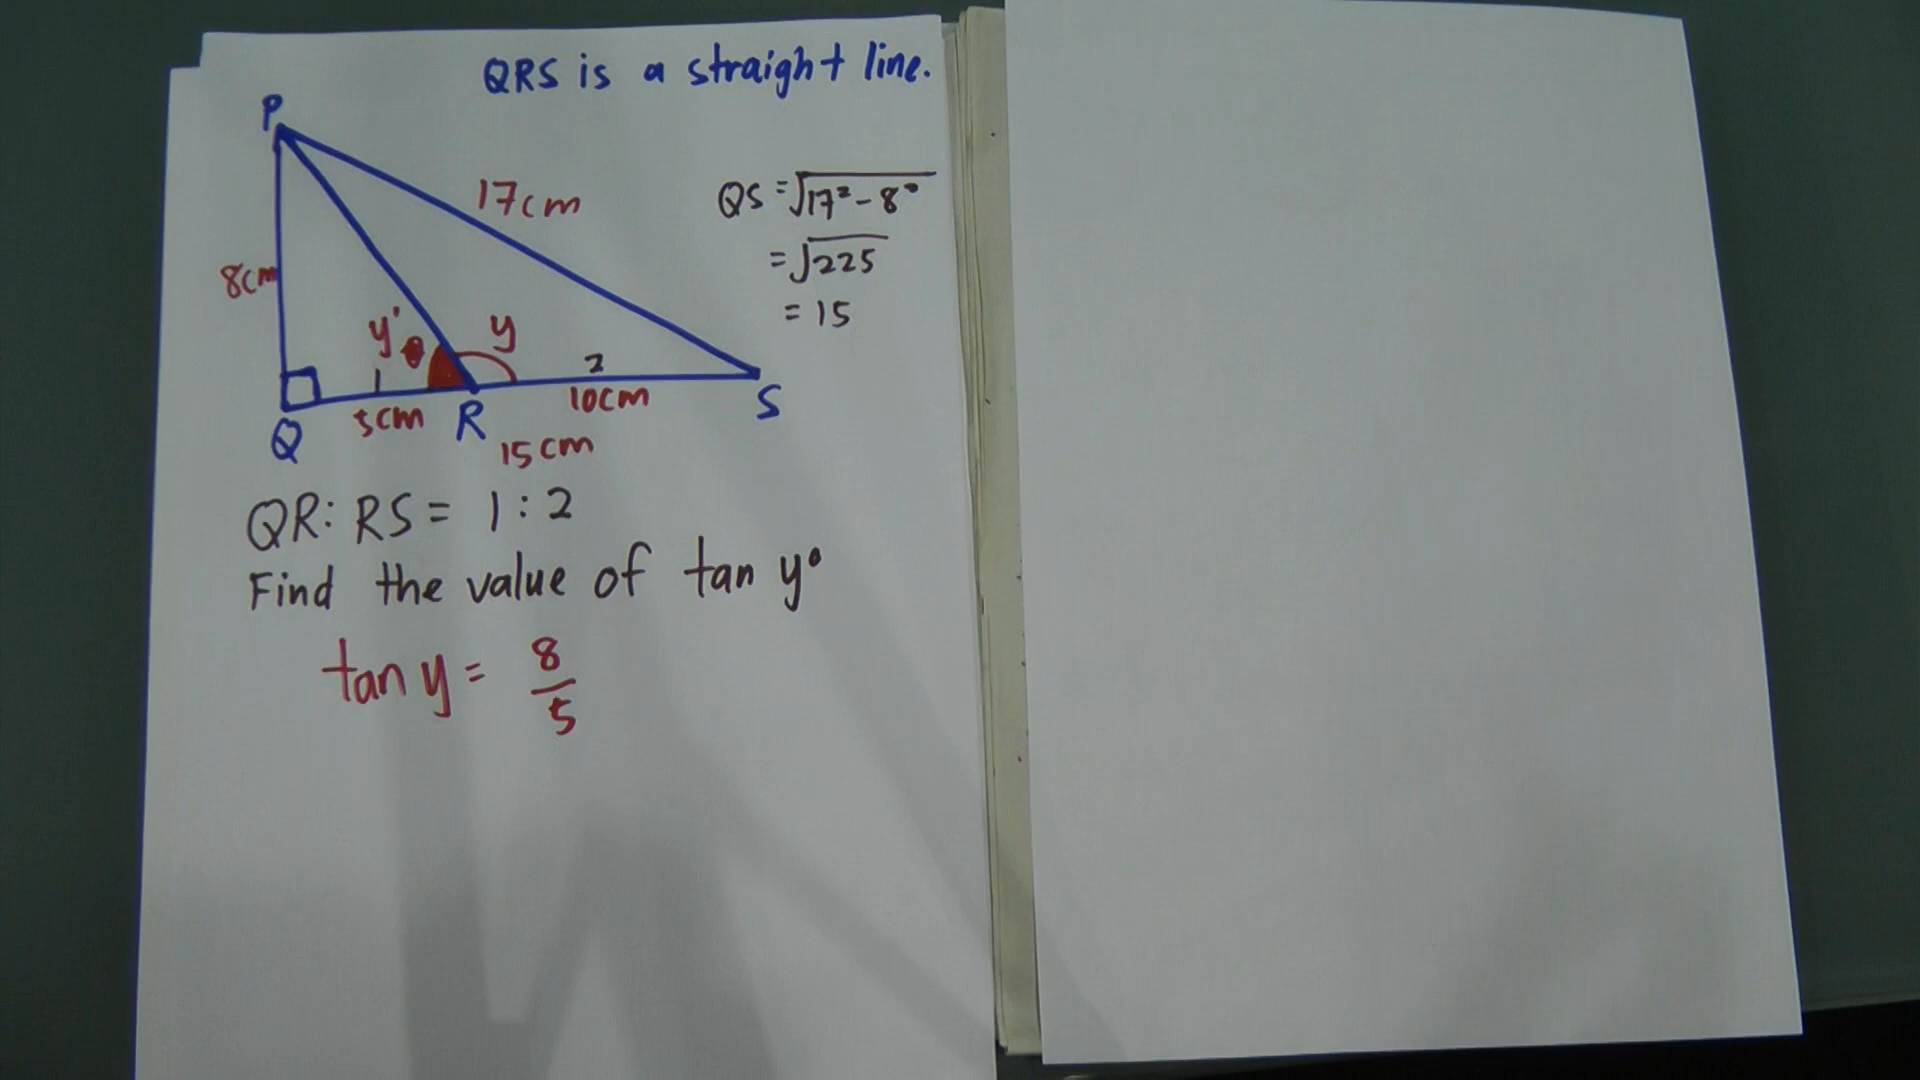 QRS is a straight line.
P
17cm
QS = √17² - 8²
= √225
= 15
8cm
y'
y
1
2
5cm
10cm
Q
R
S
15cm
QR: RS = 1 : 2
Find the value of tan y°
tan y = 8/5